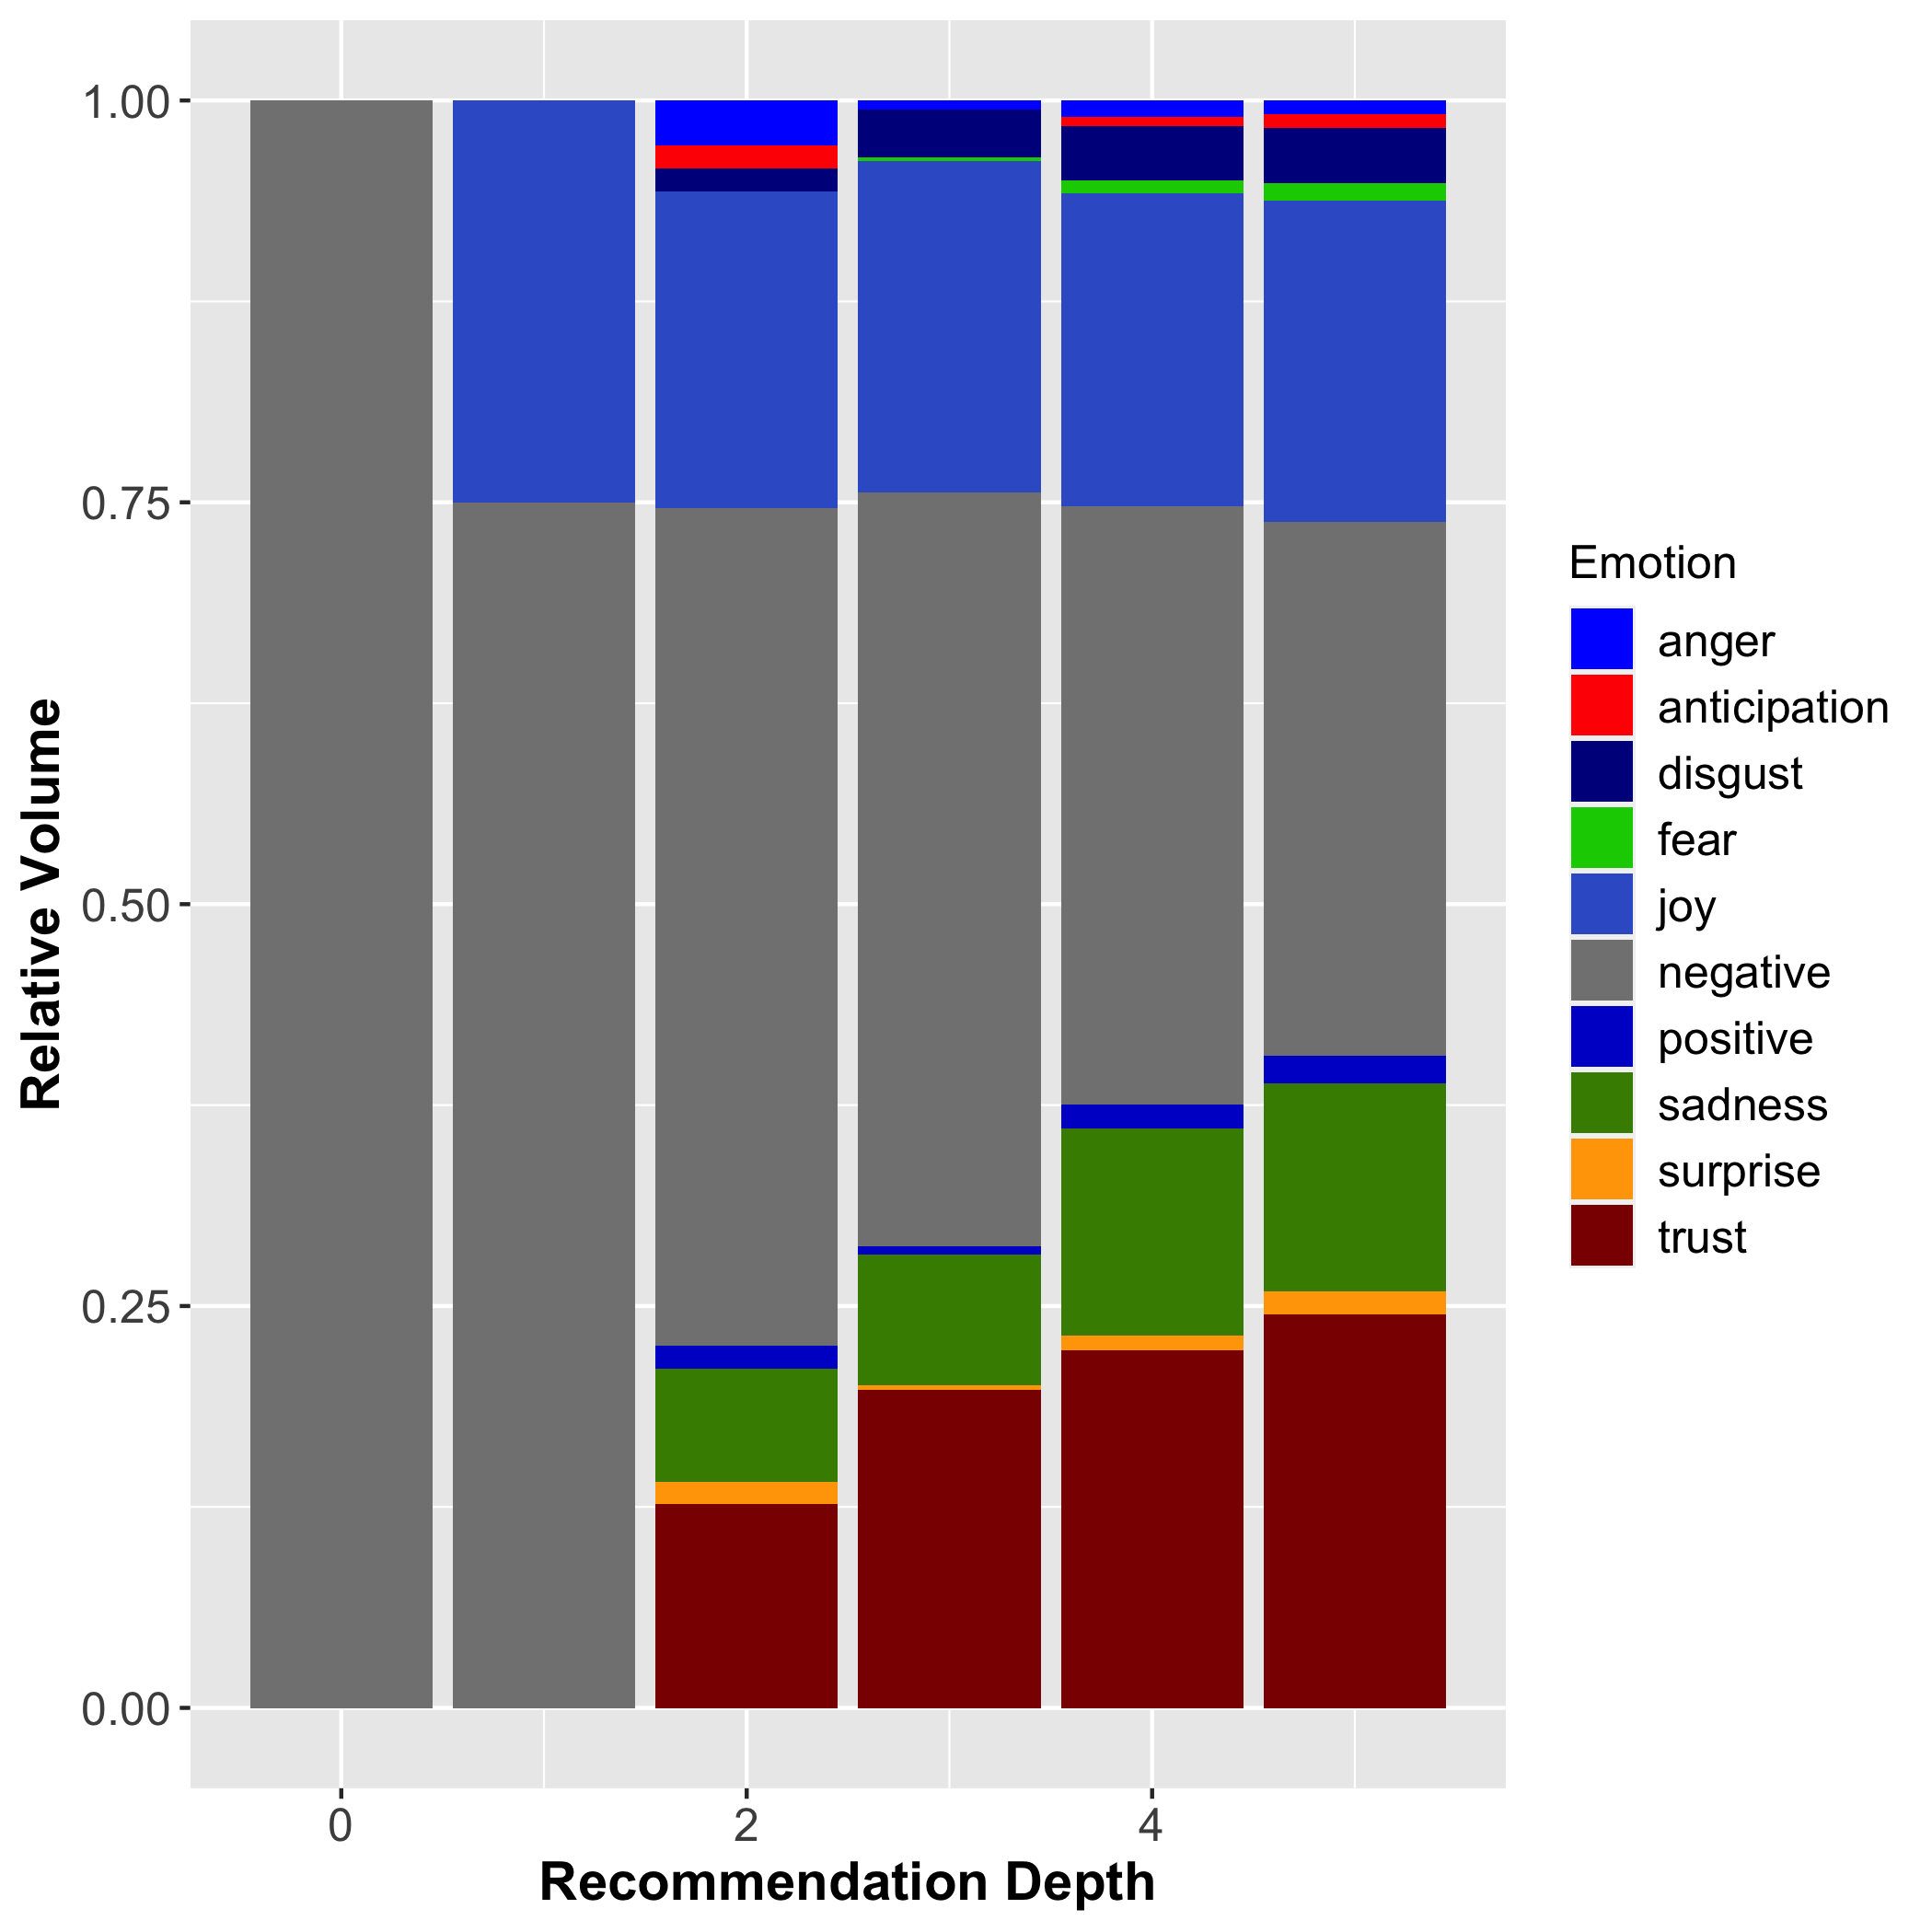 1.00
0.75
0.50
0.25
0.00
Relative Volume
0
2
4
Recommendation Depth
Emotion
anger
anticipation
disgust
fear
joy
negative
positive
sadness
surprise
trust